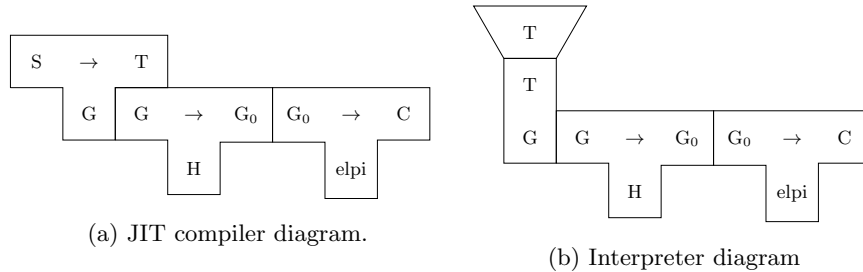 S → T
G G → G₀ G₀ → C
H elpi
(a) JIT compiler diagram.
T
T
G G → G₀ G₀ → C
H elpi
(b) Interpreter diagram